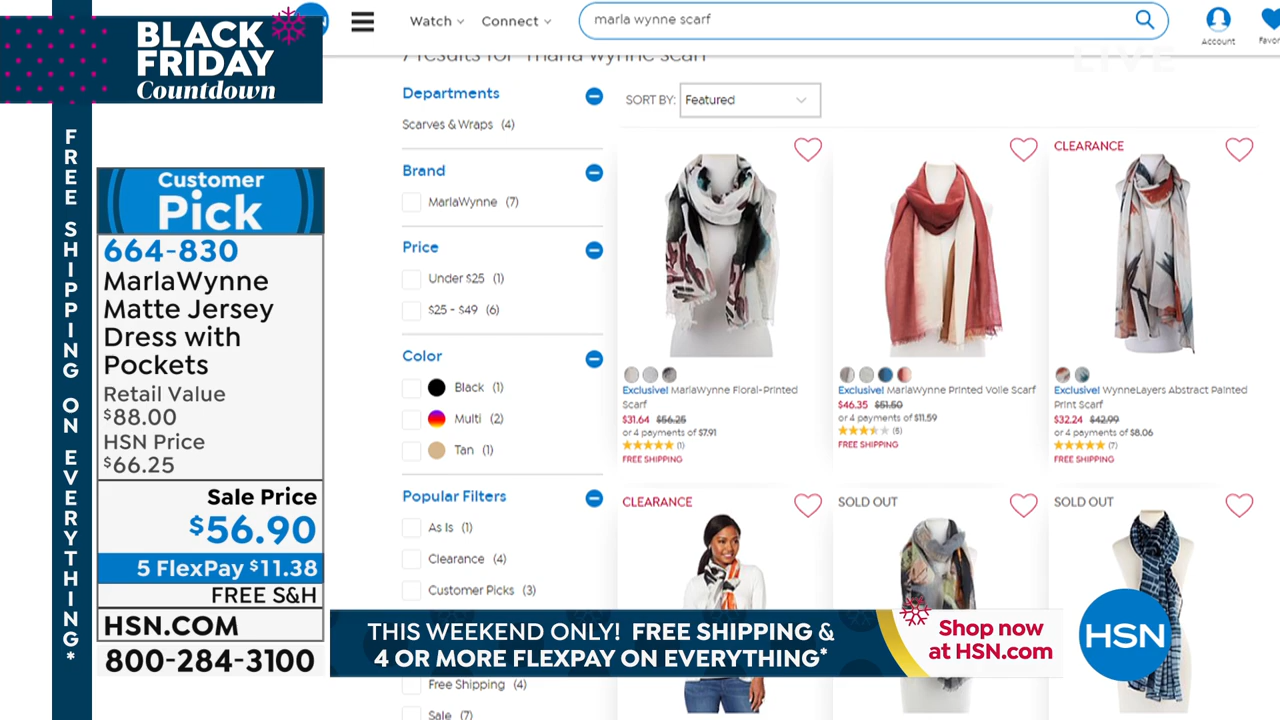 BLACK
FRIDAY
Countdown
FREE SHIPPING ON EVERYTHING*
Customer
Pick
664-830
MarlaWynne
Matte Jersey
Dress with
Pockets
Retail Value
$88.00
HSN Price
$66.25
Sale Price
$56.90
5 FlexPay $11.38
FREE S&H
HSN.COM
800-284-3100
Watch
Connect
marla wynne scarf
Account
LIVE
7 results for "marla wynne scarf"
Departments
Scarves & Wraps (4)
Brand
MarlaWynne (7)
Price
Under $25 (1)
$25 - $49 (6)
Color
Black (1)
Multi (2)
Tan (1)
Popular Filters
As Is (1)
Clearance (4)
Customer Picks (3)
Free Shipping (4)
Sale (7)
SORT BY: Featured
Exclusive! MarlaWynne Floral-Printed
Scarf
$31.64 $56.25
or 4 payments of $7.91
(1)
FREE SHIPPING
Exclusive! MarlaWynne Printed Voile Scarf
$46.35 $51.50
or 4 payments of $11.59
(5)
FREE SHIPPING
CLEARANCE
Exclusive! WynneLayers Abstract Painted
Print Scarf
$32.24 $42.99
or 4 payments of $8.06
(7)
FREE SHIPPING
CLEARANCE
SOLD OUT
SOLD OUT
THIS WEEKEND ONLY! FREE SHIPPING &
4 OR MORE FLEXPAY ON EVERYTHING*
Shop now
at HSN.com
HSN